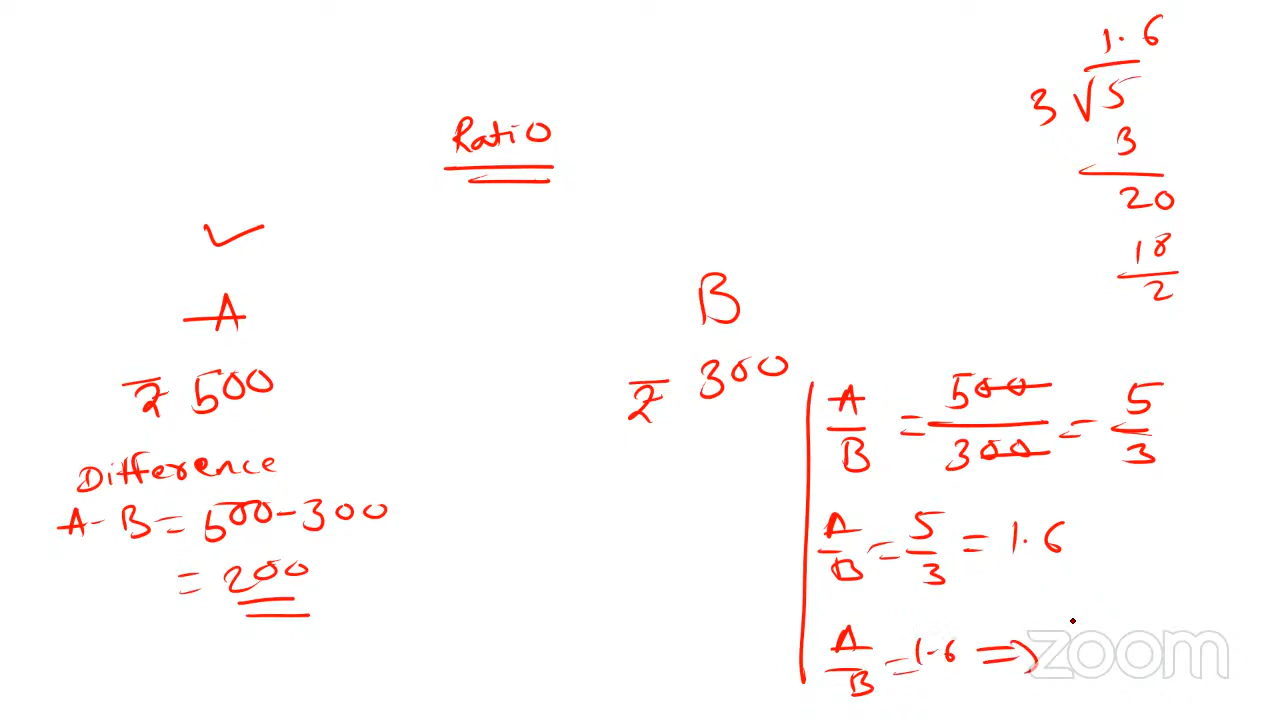 Ratio
A
₹ 500
B
₹ 300
Difference
A - B = 500 - 300
= 200
A/B = 500/300 = 5/3
A/B = 5/3 = 1.6
A/B = 1.6 ⇒
1.6
3 √5
3
20
18
2
zoom